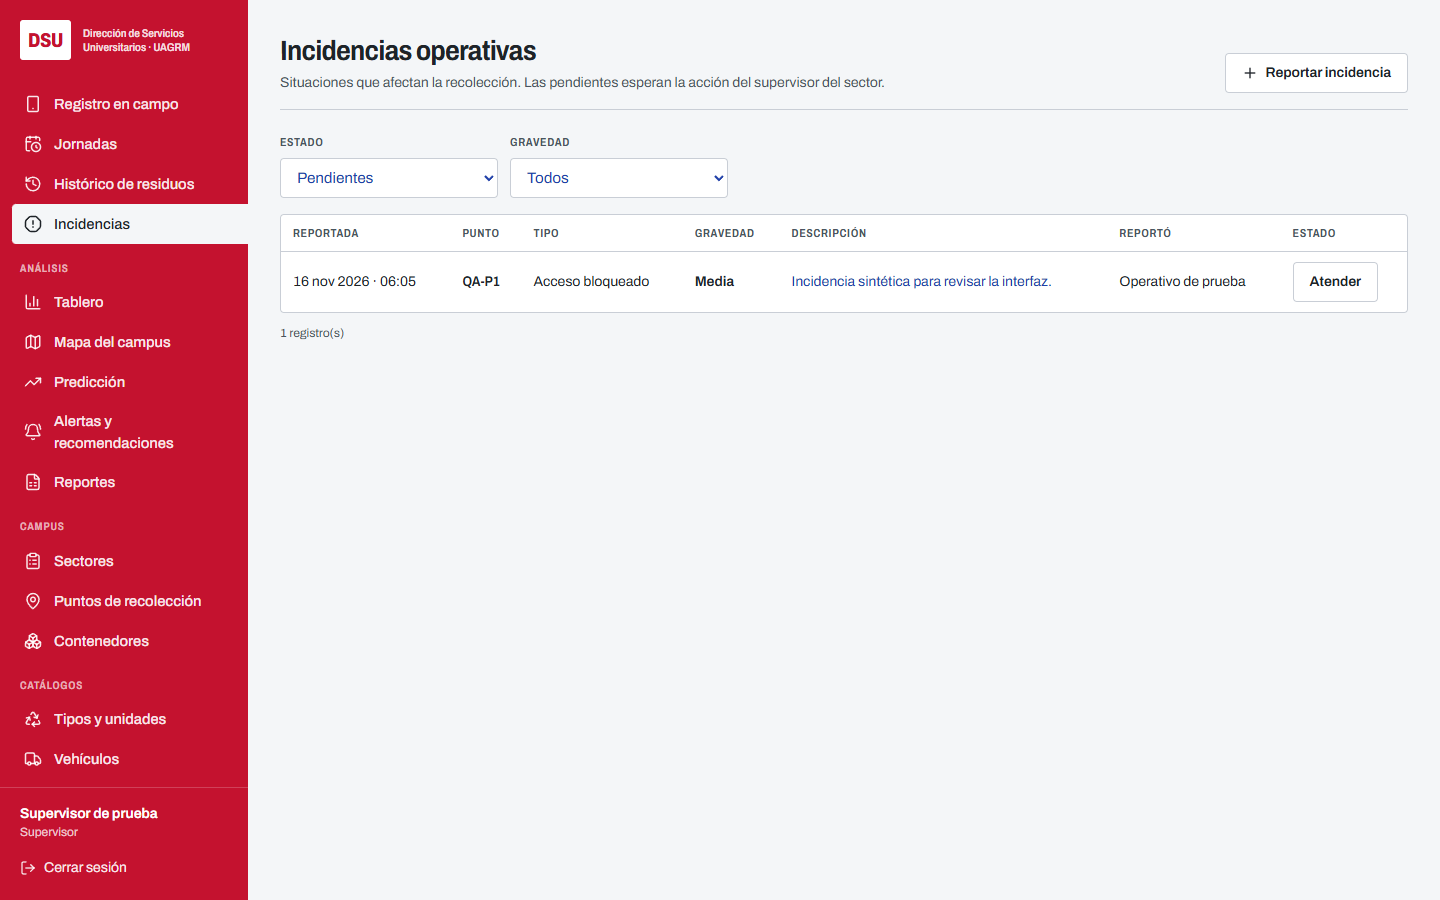 DSU
Dirección de Servicios
Universitarios · UAGRM
Registro en campo
Jornadas
Histórico de residuos
Incidencias
ANÁLISIS
Tablero
Mapa del campus
Predicción
Alertas y
recomendaciones
Reportes
CAMPUS
Sectores
Puntos de recolección
Contenedores
CATÁLOGOS
Tipos y unidades
Vehículos
Supervisor de prueba
Supervisor
Cerrar sesión
Incidencias operativas
Situaciones que afectan la recolección. Las pendientes esperan la acción del supervisor del sector.
Reportar incidencia
ESTADO GRAVEDAD
Pendientes Todos
REPORTADA PUNTO TIPO GRAVEDAD DESCRIPCIÓN REPORTÓ ESTADO
16 nov 2026 · 06:05 QA-P1 Acceso bloqueado Media Incidencia sintética para revisar la interfaz. Operativo de prueba Atender
1 registro(s)